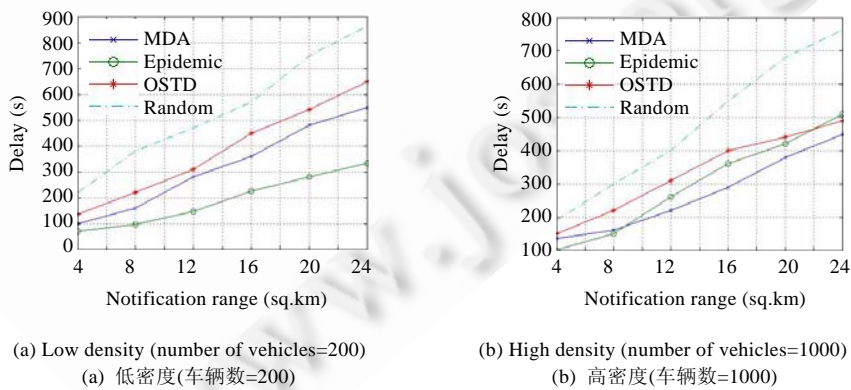 900
800
700
600
500
400
300
200
100
0
Delay (s)
MDA
Epidemic
OSTD
Random
4 8 12 16 20 24
Notification range (sq.km)
800
700
600
500
400
300
200
100
Delay (s)
MDA
Epidemic
OSTD
Random
4 8 12 16 20 24
Notification range (sq.km)
(a) Low density (number of vehicles=200)
(a) 低密度(车辆数=200)
(b) High density (number of vehicles=1000)
(b) 高密度(车辆数=1000)
www.jo